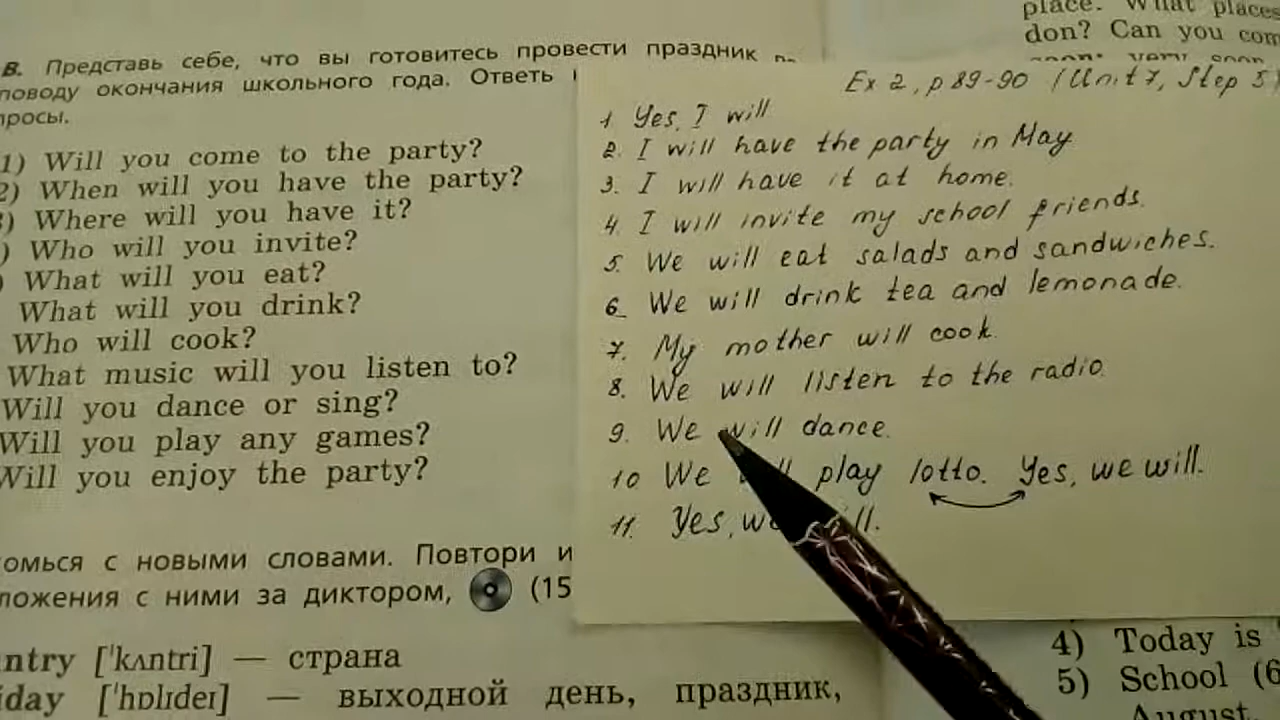 place. What places
don? Can you com
B. Представь себе, что вы готовитесь провести праздник
поводу окончания школьного года. Ответь
просы.
1) Will you come to the party?
2) When will you have the party?
3) Where will you have it?
) Who will you invite?
What will you eat?
What will you drink?
Who will cook?
What music will you listen to?
Will you dance or sing?
Will you play any games?
Will you enjoy the party?
омься с новыми словами. Повтори и
ложения с ними за диктором, (15
ntry ['kʌntri] — страна
iday ['hɒlıdeı] — выходной день, праздник,
Ex 2, p 89-90 (Unit 7, Step 5)
1 Yes, I will
2. I will have the party in May
3. I will have it at home.
4. I will invite my school friends.
5. We will eat salads and sandwiches.
6. We will drink tea and lemonade.
7. My mother will cook.
8. We will listen to the radio.
9. We will dance.
10 We will play lotto. Yes, we will.
11. Yes, we will.
4) Today is
5) School (6
August.